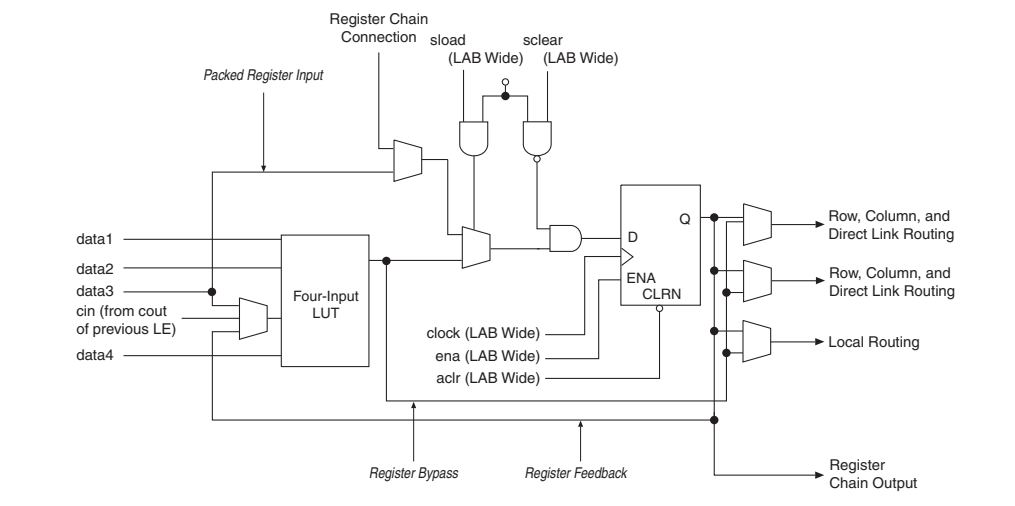 Register Chain
Connection
sload
(LAB Wide)
sclear
(LAB Wide)
Packed Register Input
data1
data2
data3
cin (from cout
of previous LE)
data4
Four-Input
LUT
Q
D
ENA
CLRN
clock (LAB Wide)
ena (LAB Wide)
aclr (LAB Wide)
Row, Column, and
Direct Link Routing
Row, Column, and
Direct Link Routing
Local Routing
Register Bypass
Register Feedback
Register
Chain Output